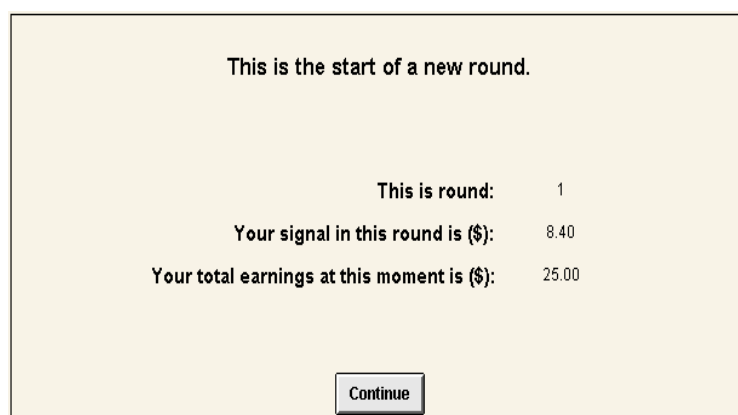 This is the start of a new round.
This is round: 1
Your signal in this round is ($): 8.40
Your total earnings at this moment is ($): 25.00
Continue